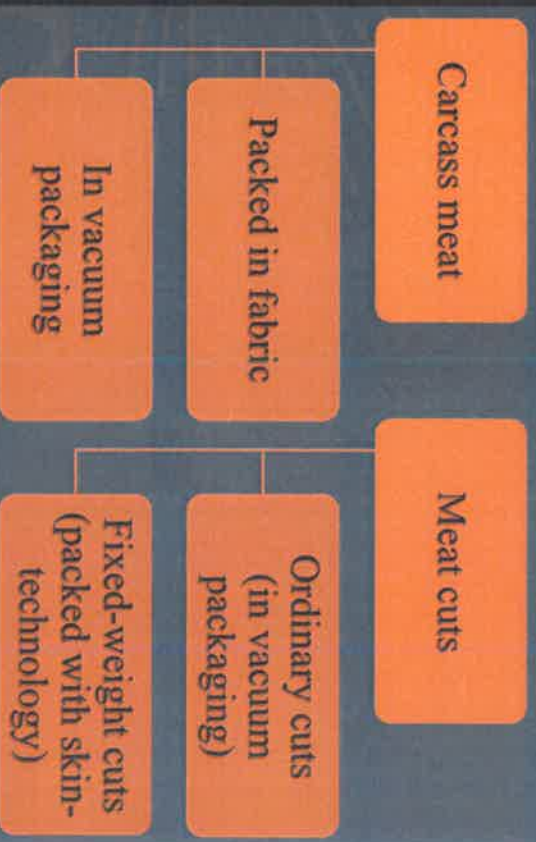 Carcass meat
Packed in fabric
In vacuum
packaging
Meat cuts
Ordinary cuts
(in vacuum
packaging)
Fixed-weight cuts
(packed with skin-
technology)